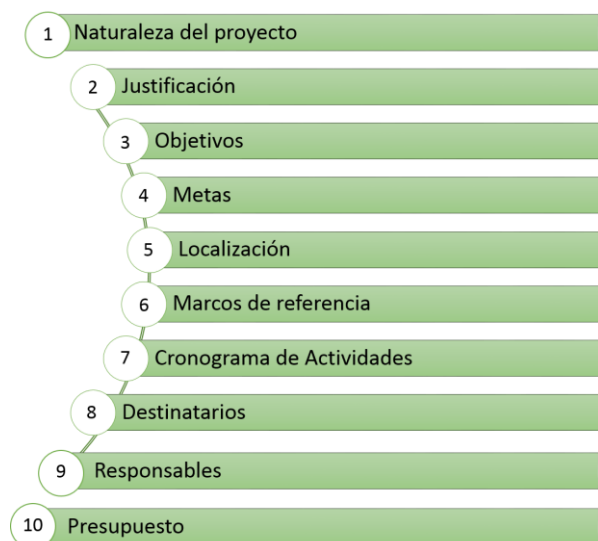 1 Naturaleza del proyecto
2 Justificación
3 Objetivos
4 Metas
5 Localización
6 Marcos de referencia
7 Cronograma de Actividades
8 Destinatarios
9 Responsables
10 Presupuesto